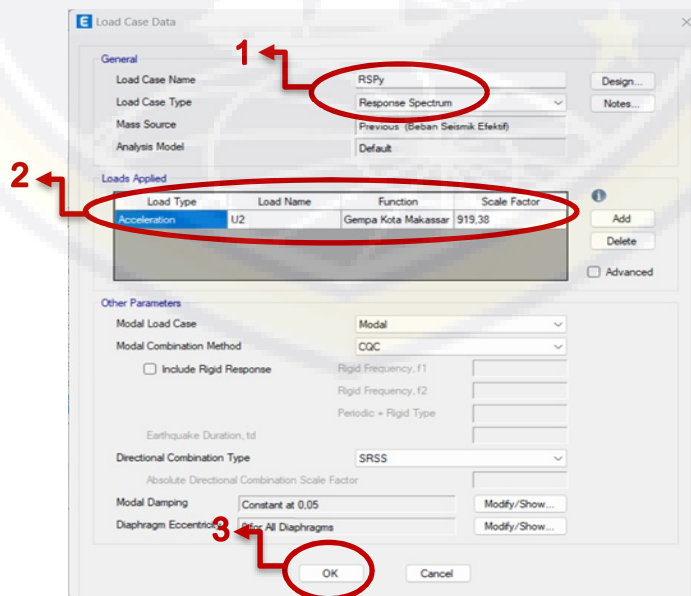 E Load Case Data
1
General
Load Case Name RSPy Design...
Load Case Type Response Spectrum Notes...
Mass Source Previous (Beban Seismik Efektif)
Analysis Model Default
2
Loads Applied
Load Type Load Name Function Scale Factor
Acceleration U2 Gempa Kota Makassar 919,38 Add
Delete
Advanced
Other Parameters
Modal Load Case Modal
Modal Combination Method CQC
Include Rigid Response Rigid Frequency, f1
Rigid Frequency, f2
Periodic + Rigid Type
Earthquake Duration, td
Directional Combination Type SRSS
Absolute Directional Combination Scale Factor
Modal Damping Constant at 0,05 Modify/Show...
Diaphragm Eccentricity for All Diaphragms Modify/Show...
3
OK Cancel